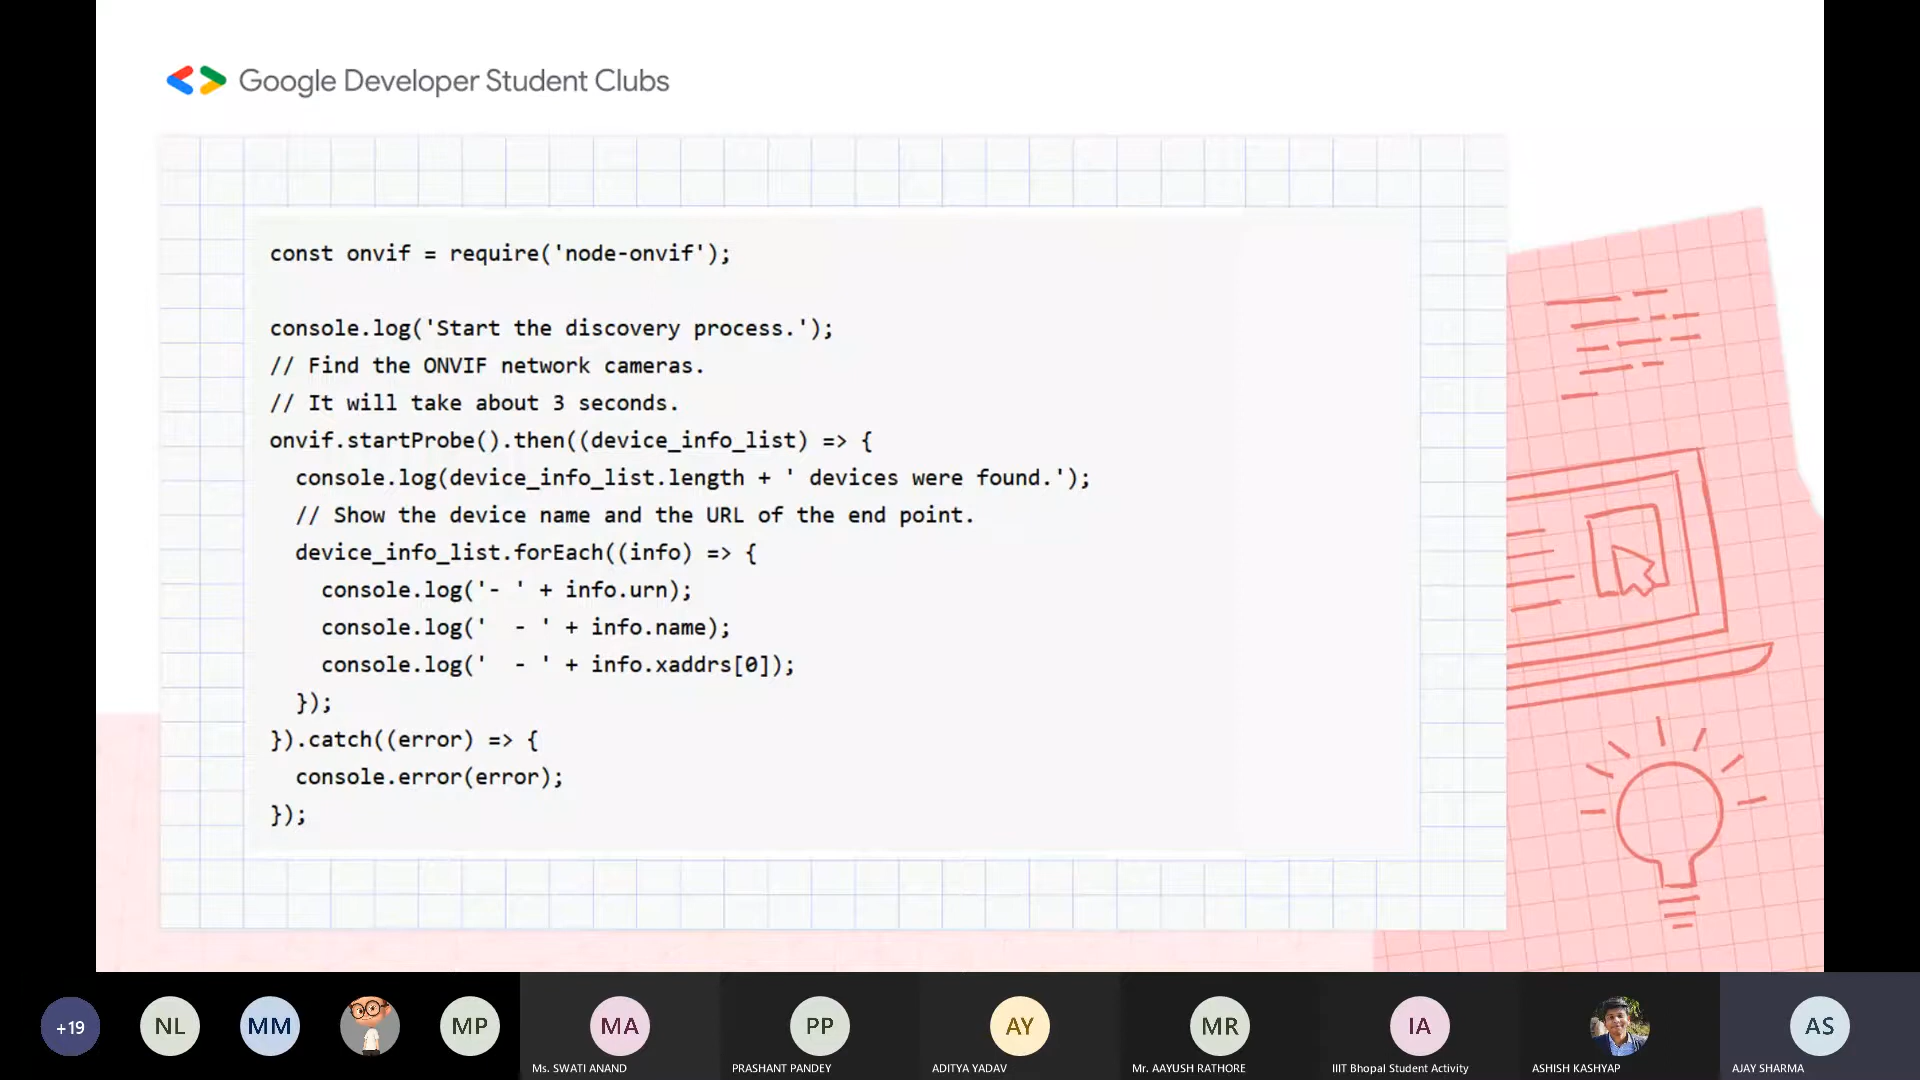 Google Developer Student Clubs
const onvif = require('node-onvif');
console.log('Start the discovery process.');
// Find the ONVIF network cameras.
// It will take about 3 seconds.
onvif.startProbe().then((device_info_list) => {
  console.log(device_info_list.length + ' devices were found.');
  // Show the device name and the URL of the end point.
  device_info_list.forEach((info) => {
    console.log('- ' + info.urn);
    console.log('  - ' + info.name);
    console.log('  - ' + info.xaddrs[0]);
  });
}).catch((error) => {
  console.error(error);
});
+19
NL
MM
MP
MA
PP
AY
MR
IA
AS
Ms. SWATI ANAND
PRASHANT PANDEY
ADITYA YADAV
Mr. AAYUSH RATHORE
IIIT Bhopal Student Activity
ASHISH KASHYAP
AJAY SHARMA